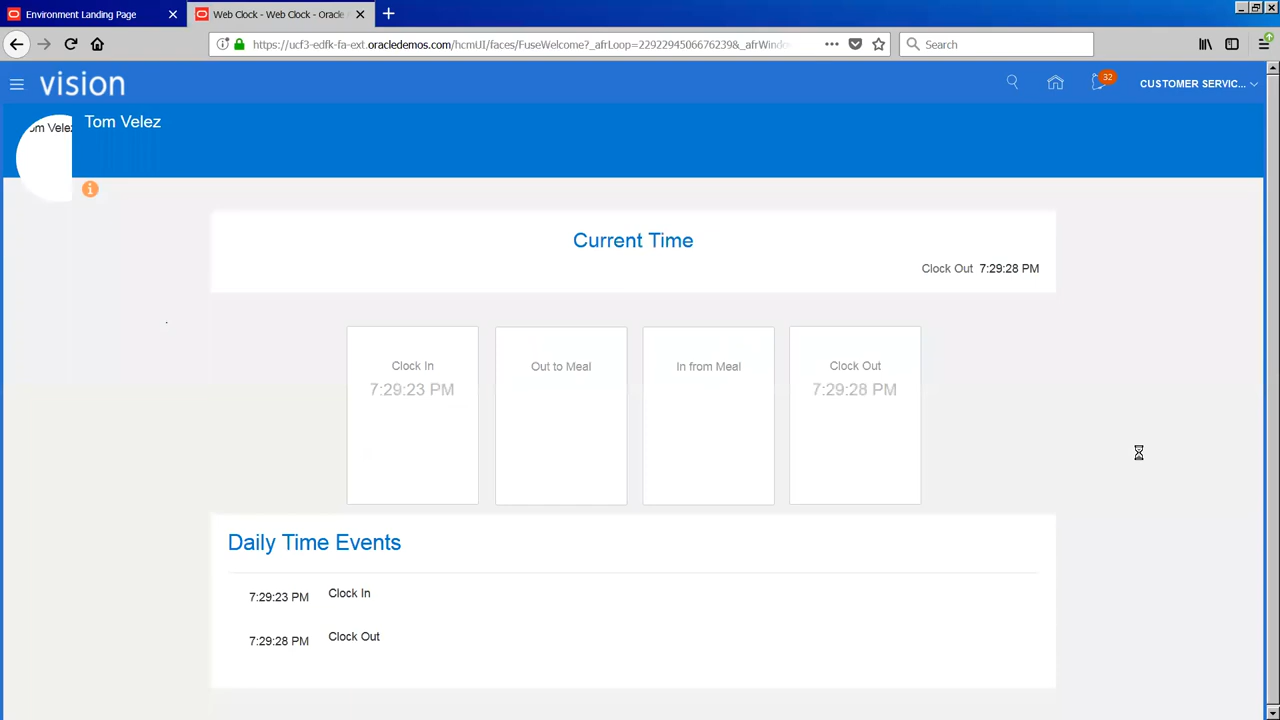 Environment Landing Page
Web Clock - Web Clock - Oracle
https://ucf3-edfk-fa-ext.oracledemos.com/hcmUI/faces/FuseWelcome?_afrLoop=2292294506676239&_afrWindo
Search
vision
32
CUSTOMER SERVIC...
om Velez
Tom Velez
Current Time
Clock Out 7:29:28 PM
Clock In
7:29:23 PM
Out to Meal
In from Meal
Clock Out
7:29:28 PM
Daily Time Events
7:29:23 PM Clock In
7:29:28 PM Clock Out